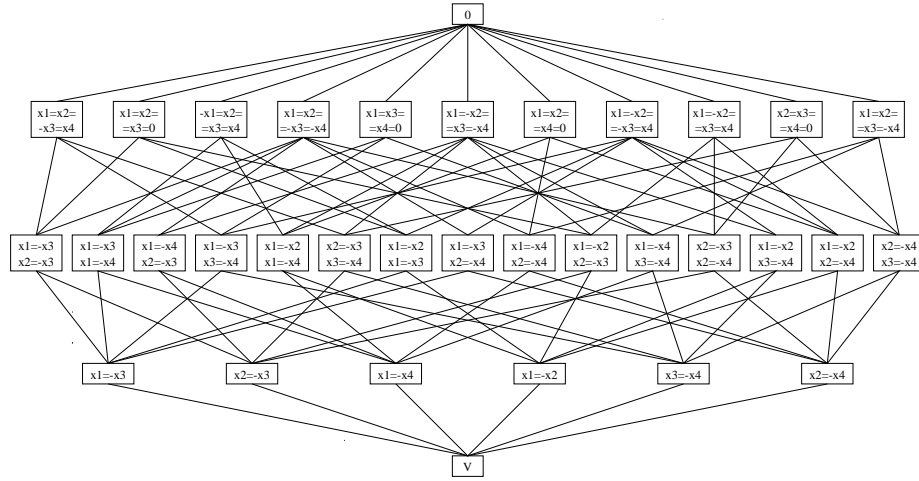 0
x1=x2=
-x3=x4
x1=x2=
=x3=0
-x1=x2=
=x3=x4
x1=x2=
=-x3=-x4
x1=x3=
=x4=0
x1=-x2=
=x3=-x4
x1=x2=
=x4=0
x1=-x2=
=-x3=x4
x1=-x2=
=x3=x4
x2=x3=
=x4=0
x1=x2=
=x3=-x4
x1=-x3
x2=-x3
x1=-x3
x1=-x4
x1=-x4
x2=-x3
x1=-x3
x3=-x4
x1=-x2
x1=-x4
x2=-x3
x3=-x4
x1=-x2
x1=-x3
x1=-x3
x2=-x4
x1=-x4
x2=-x4
x1=-x2
x2=-x3
x1=-x4
x3=-x4
x2=-x3
x2=-x4
x1=-x2
x3=-x4
x1=-x2
x2=-x4
x2=-x4
x3=-x4
x1=-x3
x2=-x3
x1=-x4
x1=-x2
x3=-x4
x2=-x4
V